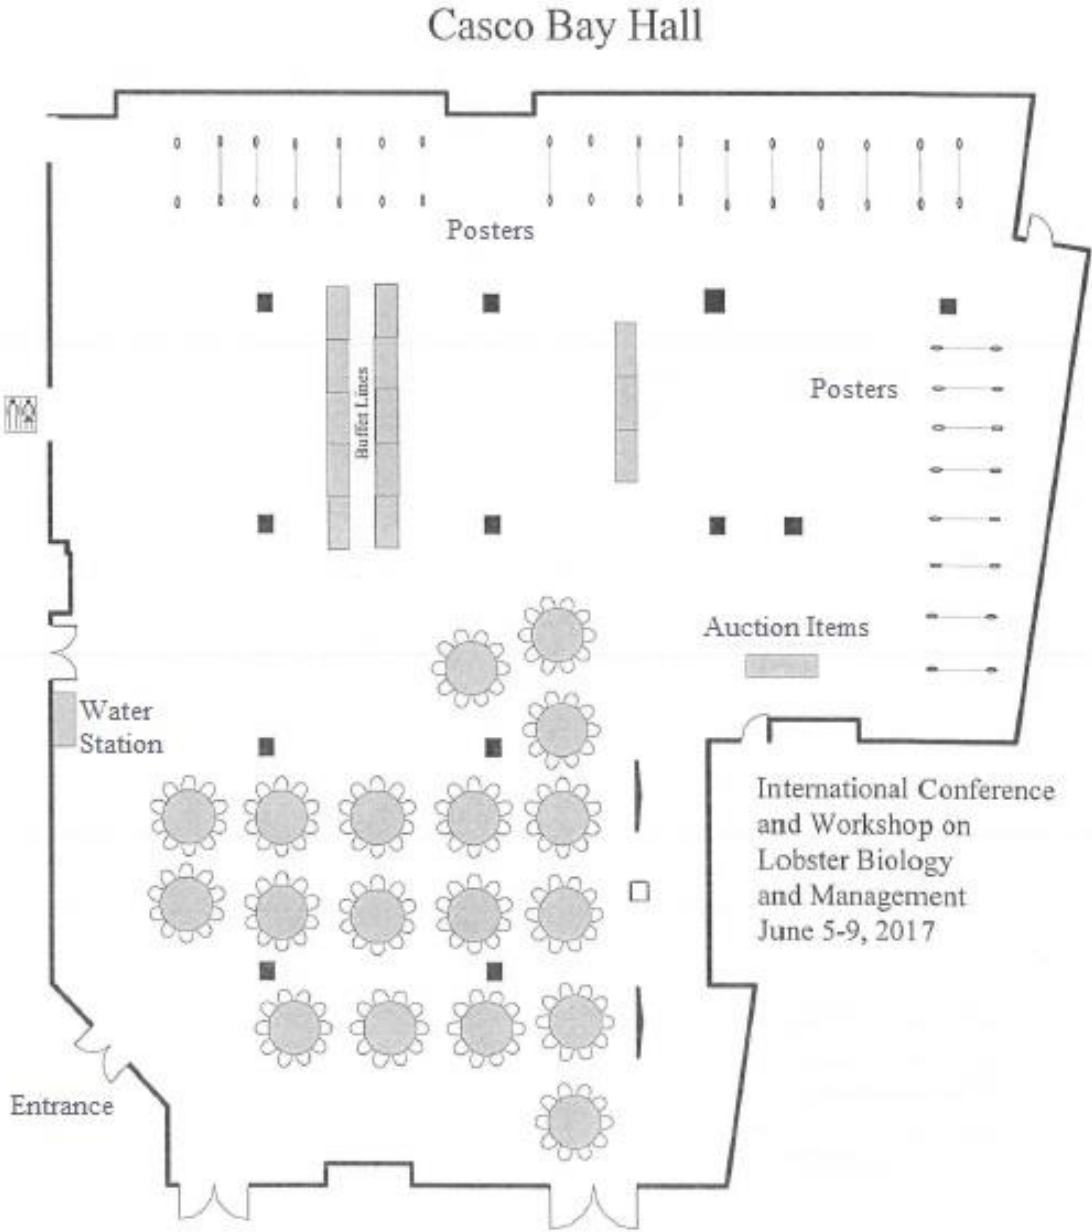 Casco Bay Hall
Posters
Buffet Lines
Posters
Auction Items
Water
Station
International Conference
and Workshop on
Lobster Biology
and Management
June 5-9, 2017
Entrance